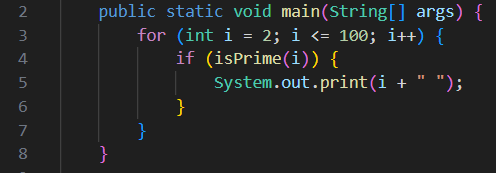 2 public static void main(String[] args) {
3 for (int i = 2; i <= 100; i++) {
4 if (isPrime(i)) {
5 System.out.print(i + " ");
6 }
7 }
8 }